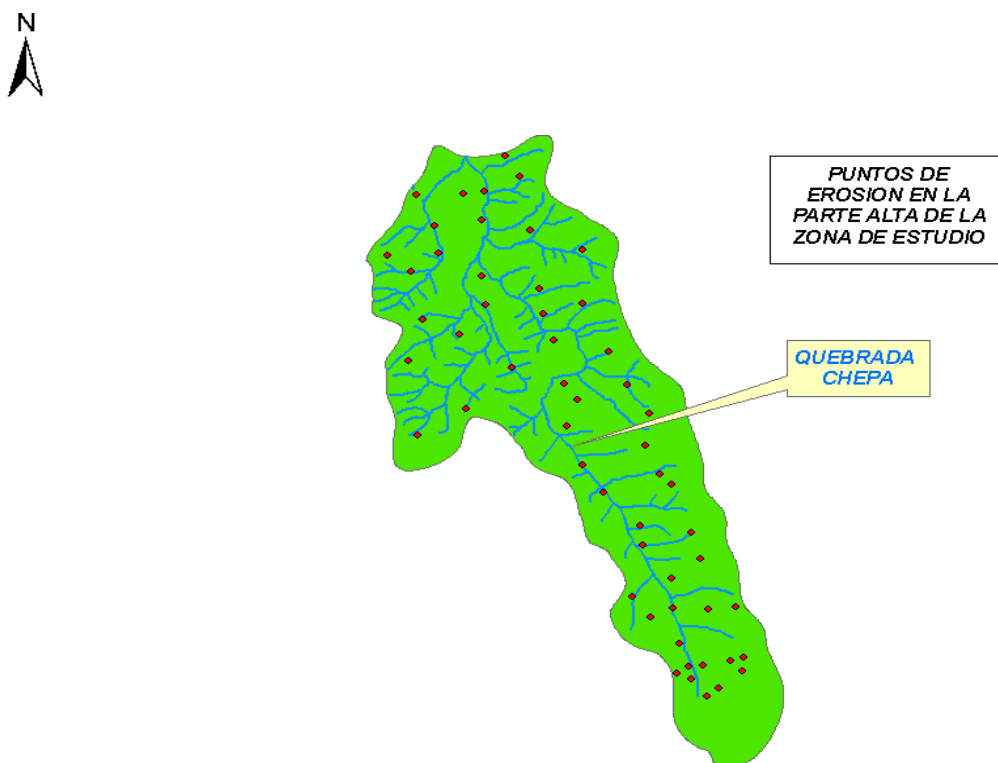 N
PUNTOS DE
EROSION EN LA
PARTE ALTA DE LA
ZONA DE ESTUDIO
QUEBRADA
CHEPA